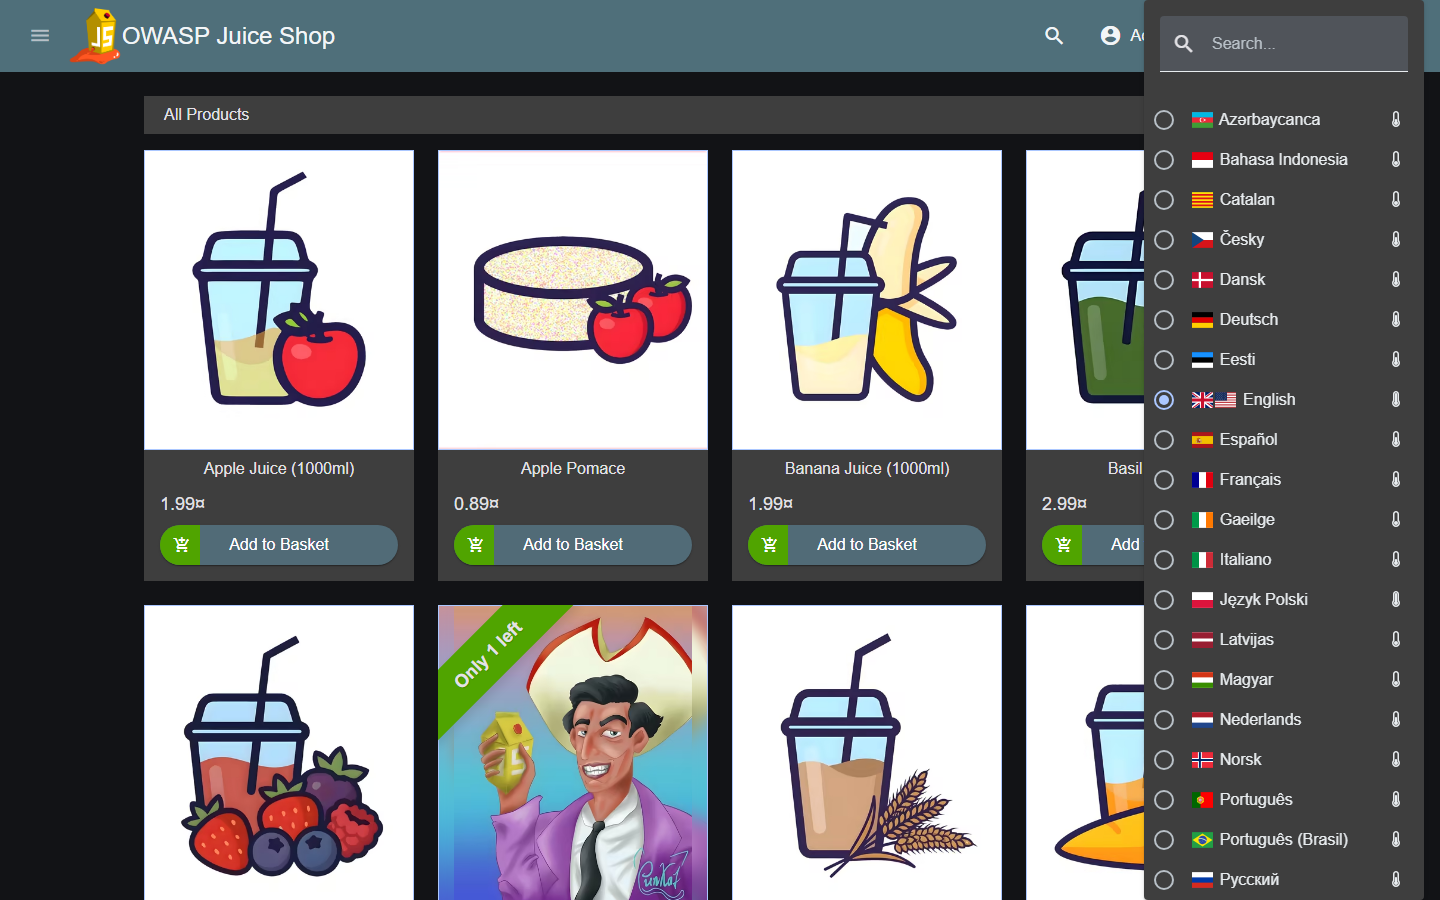 OWASP Juice Shop
Search...
All Products
Apple Juice (1000ml)
1.99¤
Add to Basket
Apple Pomace
0.89¤
Add to Basket
Banana Juice (1000ml)
1.99¤
Add to Basket
Basil
2.99¤
Add
Only 1 left
JS
Azərbaycanca
Bahasa Indonesia
Catalan
Česky
Dansk
Deutsch
Eesti
English
Español
Français
Gaeilge
Italiano
Język Polski
Latvijas
Magyar
Nederlands
Norsk
Português
Português (Brasil)
Русский